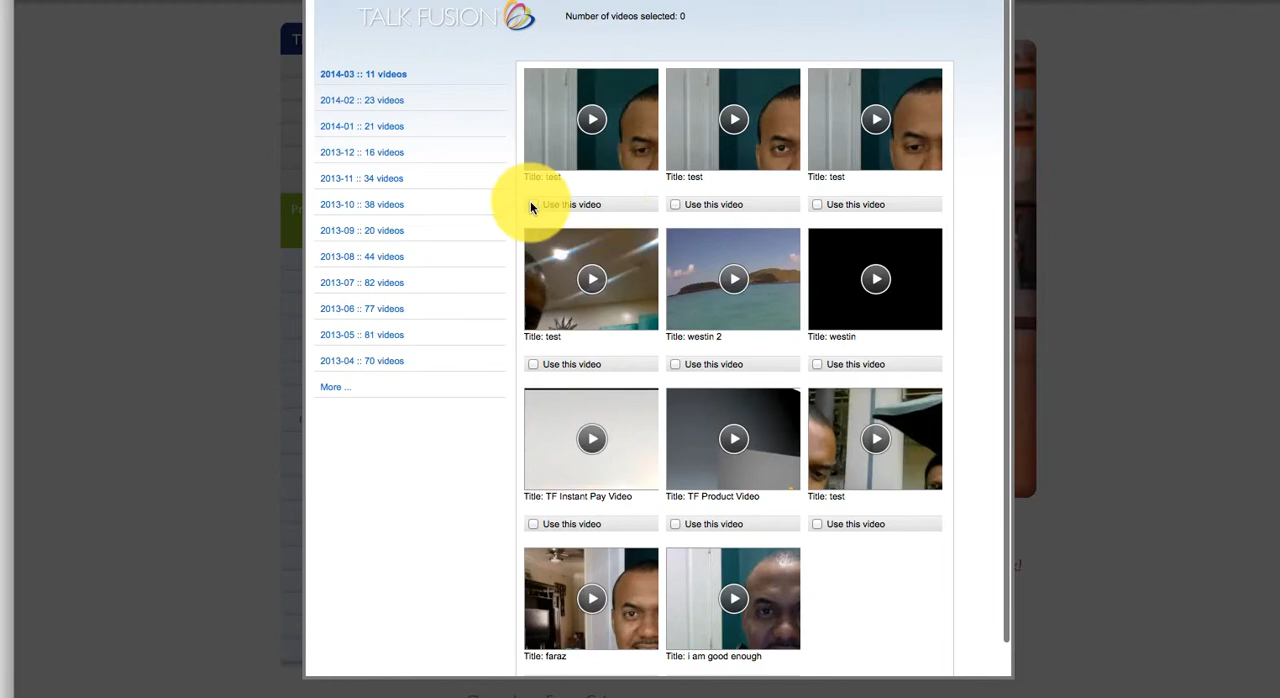 TALK FUSION
Number of videos selected: 0
2014-03 :: 11 videos
2014-02 :: 23 videos
2014-01 :: 21 videos
2013-12 :: 16 videos
2013-11 :: 34 videos
2013-10 :: 38 videos
2013-09 :: 20 videos
2013-08 :: 44 videos
2013-07 :: 82 videos
2013-06 :: 77 videos
2013-05 :: 81 videos
2013-04 :: 70 videos
More ...
Title: test Title: test Title: test
Use this video Use this video Use this video
Title: test Title: westin 2 Title: westin
Use this video Use this video Use this video
Title: TF Instant Pay Video Title: TF Product Video Title: test
Use this video Use this video Use this video
Title: faraz Title: i am good enough